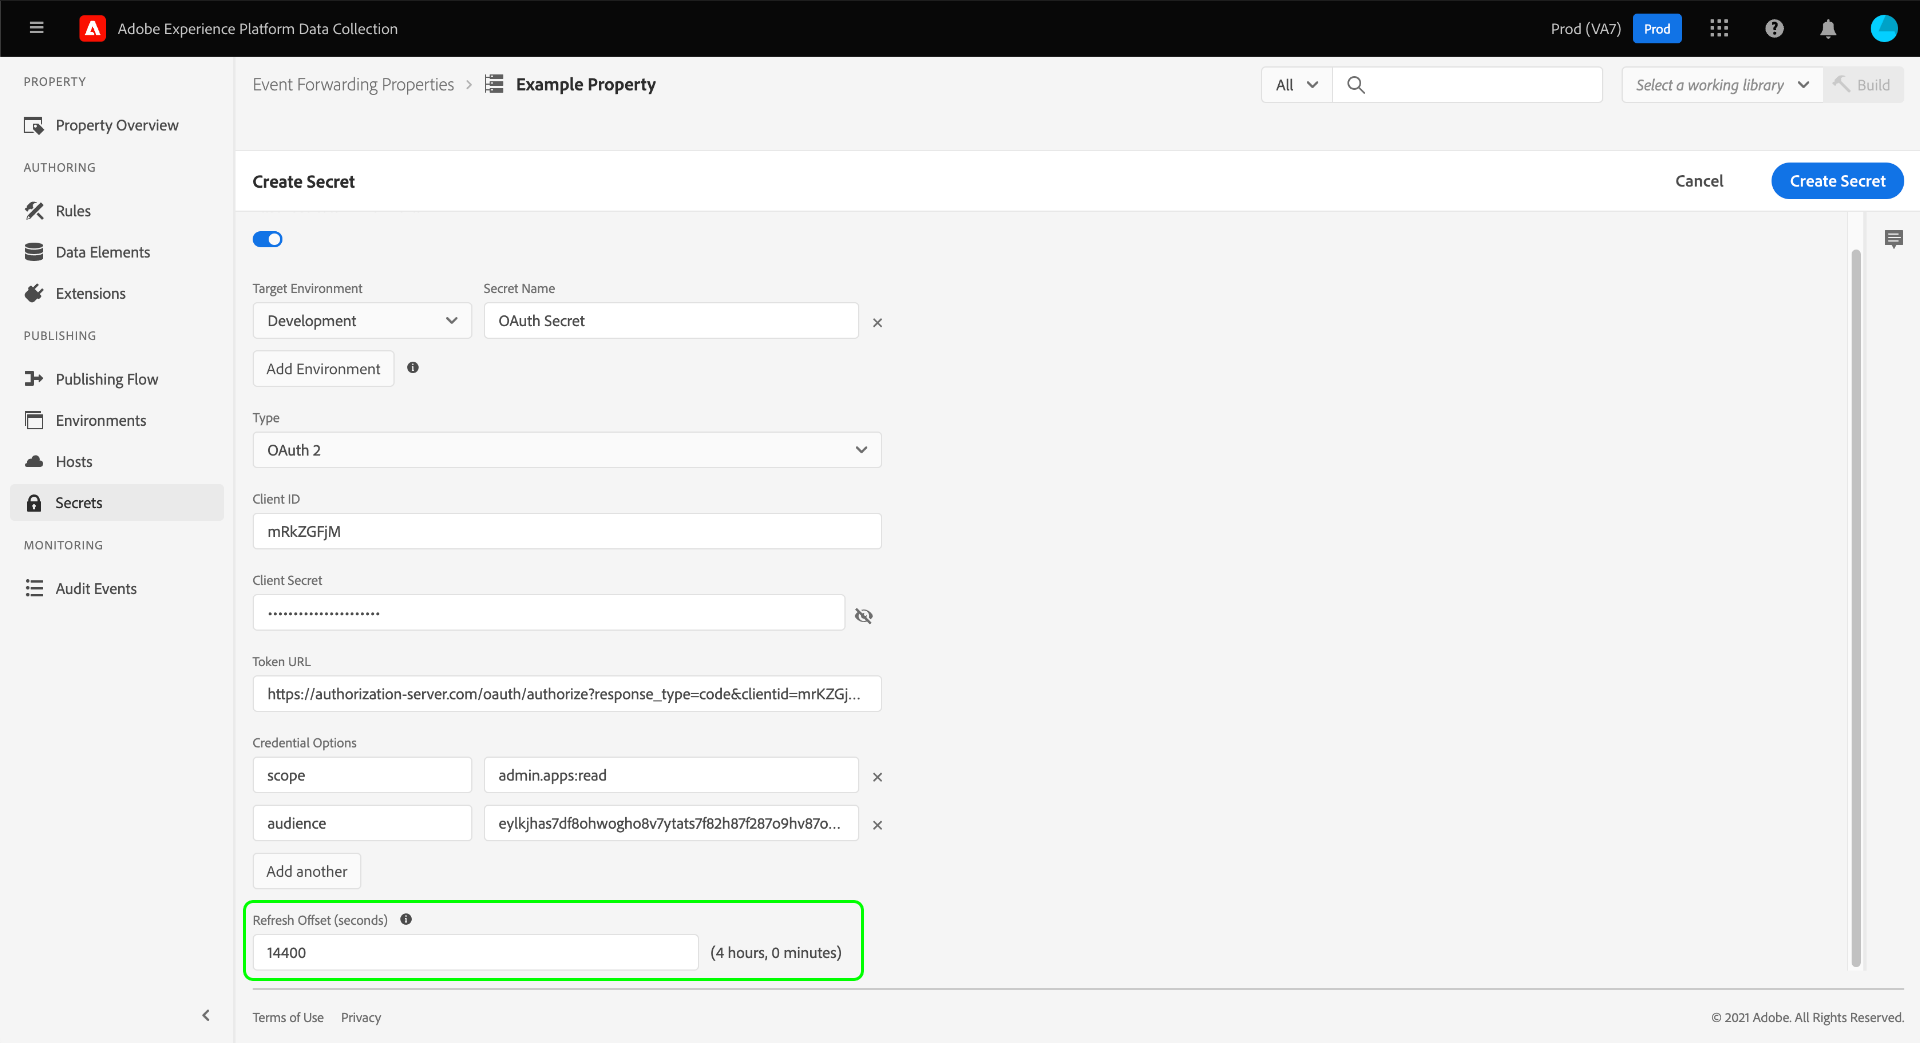 Adobe Experience Platform Data Collection
Prod (VA7)
Prod
PROPERTY
Property Overview
AUTHORING
Rules
Data Elements
Extensions
PUBLISHING
Publishing Flow
Environments
Hosts
Secrets
MONITORING
Audit Events
Event Forwarding Properties > Example Property
All
Select a working library
Build
Create Secret
Cancel
Create Secret
Target Environment
Secret Name
Development
OAuth Secret
Add Environment
Type
OAuth 2
Client ID
mRkZGFjM
Client Secret
••••••••••••••••••••••
Token URL
https://authorization-server.com/oauth/authorize?response_type=code&clientid=mrKZGj...
Credential Options
scope
admin.apps:read
audience
eylkjhas7df8ohwogho8v7ytats7f82h87f287o9hv87o...
Add another
Refresh Offset (seconds)
14400
(4 hours, 0 minutes)
Terms of Use
Privacy
© 2021 Adobe. All Rights Reserved.